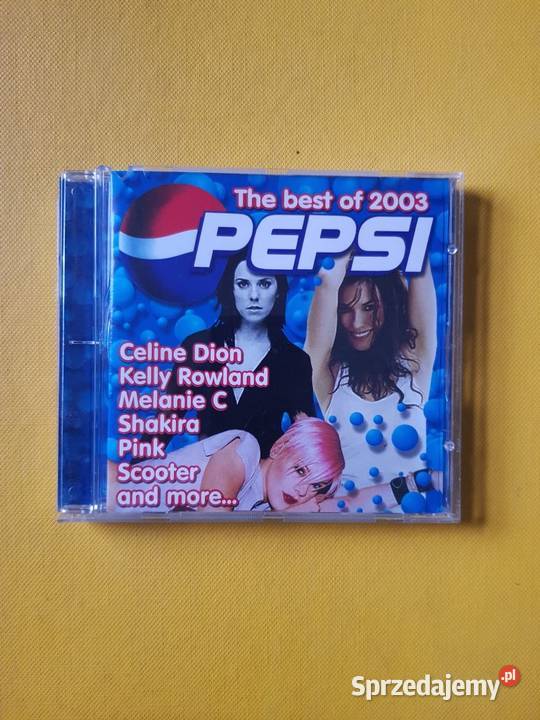 The best of 2003
PEPSI
Celine Dion
Kelly Rowland
Melanie C
Shakira
Pink
Scooter
and more...
Sprzedajemy.pl